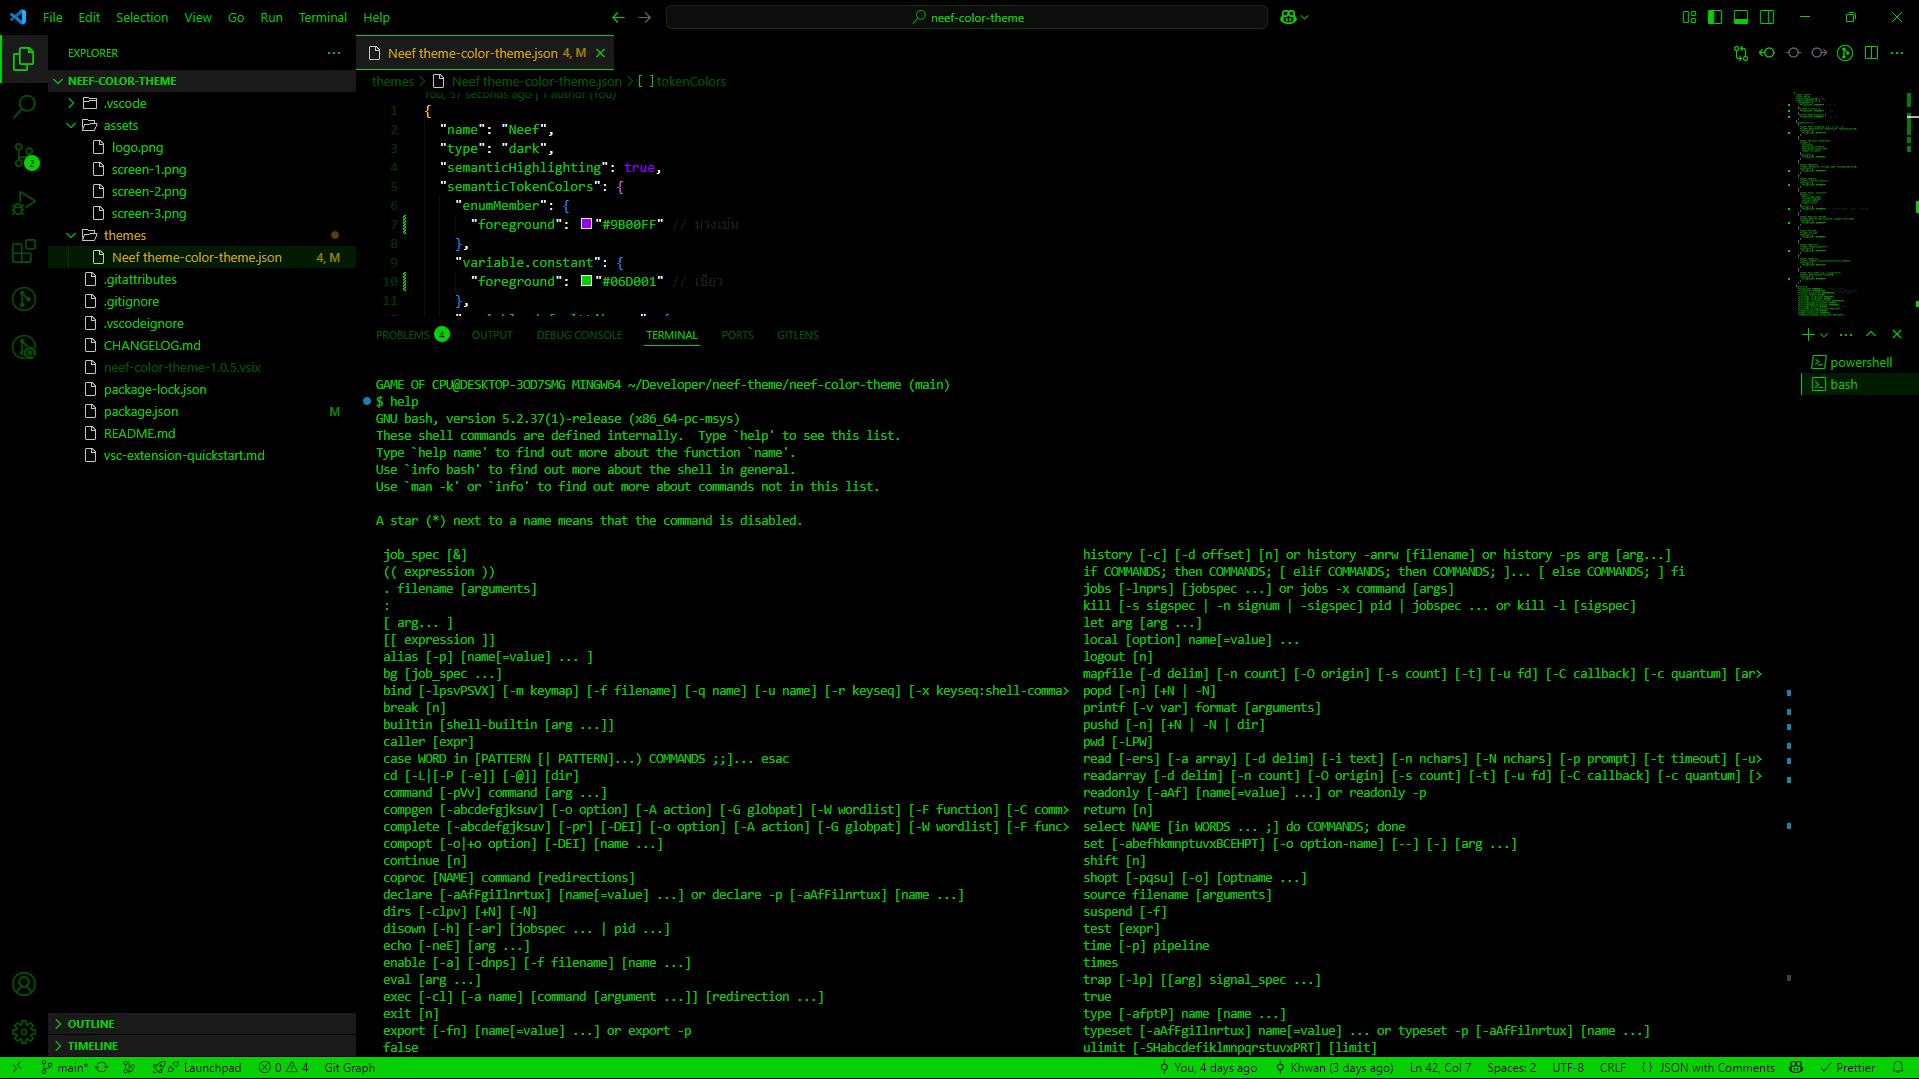 File Edit Selection View Go Run Terminal Help
neef-color-theme
EXPLORER
NEEF-COLOR-THEME
.vscode
assets
logo.png
screen-1.png
screen-2.png
screen-3.png
themes
Neef theme-color-theme.json 4, M
.gitattributes
.gitignore
.vscodeignore
CHANGELOG.md
neef-color-theme-1.0.5.vsix
package-lock.json
package.json M
README.md
vsc-extension-quickstart.md
OUTLINE
TIMELINE
2
Neef theme-color-theme.json 4, M
themes > Neef theme-color-theme.json > [ ] tokenColors
You, 57 seconds ago | 1 author (You)
1 {
2 "name": "Neef",
3 "type": "dark",
4 "semanticHighlighting": true,
5 "semanticTokenColors": {
6 "enumMember": {
7 "foreground": "#9B00FF" // ม่วงเข้ม
8 },
9 "variable.constant": {
10 "foreground": "#06D001" // เขียว
11 },
PROBLEMS 4 OUTPUT DEBUG CONSOLE TERMINAL PORTS GITLENS
powershell
bash
GAME OF CPU@DESKTOP-3OD7SMG MINGW64 ~/Developer/neef-theme/neef-color-theme (main)
$ help
GNU bash, version 5.2.37(1)-release (x86_64-pc-msys)
These shell commands are defined internally.  Type `help' to see this list.
Type `help name' to find out more about the function `name'.
Use `info bash' to find out more about the shell in general.
Use `man -k' or `info' to find out more about commands not in this list.
A star (*) next to a name means that the command is disabled.
job_spec [&]
(( expression ))
. filename [arguments]
:
[ arg... ]
[[ expression ]]
alias [-p] [name[=value] ... ]
bg [job_spec ...]
bind [-lpsvPSVX] [-m keymap] [-f filename] [-q name] [-u name] [-r keyseq] [-x keyseq:shell-comma>
break [n]
builtin [shell-builtin [arg ...]]
caller [expr]
case WORD in [PATTERN [| PATTERN]...) COMMANDS ;;]... esac
cd [-L|[-P [-e]] [-@]] [dir]
command [-pVv] command [arg ...]
compgen [-abcdefgjksuv] [-o option] [-A action] [-G globpat] [-W wordlist] [-F function] [-C comm>
complete [-abcdefgjksuv] [-pr] [-DEI] [-o option] [-A action] [-G globpat] [-W wordlist] [-F func>
compopt [-o|+o option] [-DEI] [name ...]
continue [n]
coproc [NAME] command [redirections]
declare [-aAfFgiIlnrtux] [name[=value] ...] or declare -p [-aAfFilnrtux] [name ...]
dirs [-clpv] [+N] [-N]
disown [-h] [-ar] [jobspec ... | pid ...]
echo [-neE] [arg ...]
enable [-a] [-dnps] [-f filename] [name ...]
eval [arg ...]
exec [-cl] [-a name] [command [argument ...]] [redirection ...]
exit [n]
export [-fn] [name[=value] ...] or export -p
false
history [-c] [-d offset] [n] or history -anrw [filename] or history -ps arg [arg...]
if COMMANDS; then COMMANDS; [ elif COMMANDS; then COMMANDS; ]... [ else COMMANDS; ] fi
jobs [-lnprs] [jobspec ...] or jobs -x command [args]
kill [-s sigspec | -n signum | -sigspec] pid | jobspec ... or kill -l [sigspec]
let arg [arg ...]
local [option] name[=value] ...
logout [n]
mapfile [-d delim] [-n count] [-O origin] [-s count] [-t] [-u fd] [-C callback] [-c quantum] [ar>
popd [-n] [+N | -N]
printf [-v var] format [arguments]
pushd [-n] [+N | -N | dir]
pwd [-LPW]
read [-ers] [-a array] [-d delim] [-i text] [-n nchars] [-N nchars] [-p prompt] [-t timeout] [-u>
readarray [-d delim] [-n count] [-O origin] [-s count] [-t] [-u fd] [-C callback] [-c quantum] [>
readonly [-aAf] [name[=value] ...] or readonly -p
return [n]
select NAME [in WORDS ... ;] do COMMANDS; done
set [-abefhkmnptuvxBCEHPT] [-o option-name] [--] [-] [arg ...]
shift [n]
shopt [-pqsu] [-o] [optname ...]
source filename [arguments]
suspend [-f]
test [expr]
time [-p] pipeline
times
trap [-lp] [[arg] signal_spec ...]
true
type [-afptP] name [name ...]
typeset [-aAfFgiIlnrtux] name[=value] ... or typeset -p [-aAfFilnrtux] [name ...]
ulimit [-SHabcdefiklmnpqrstuvxPRT] [limit]
main* Launchpad 0 4 Git Graph You, 4 days ago Khwan (3 days ago) Ln 42, Col 7 Spaces: 2 UTF-8 CRLF { } JSON with Comments Prettier